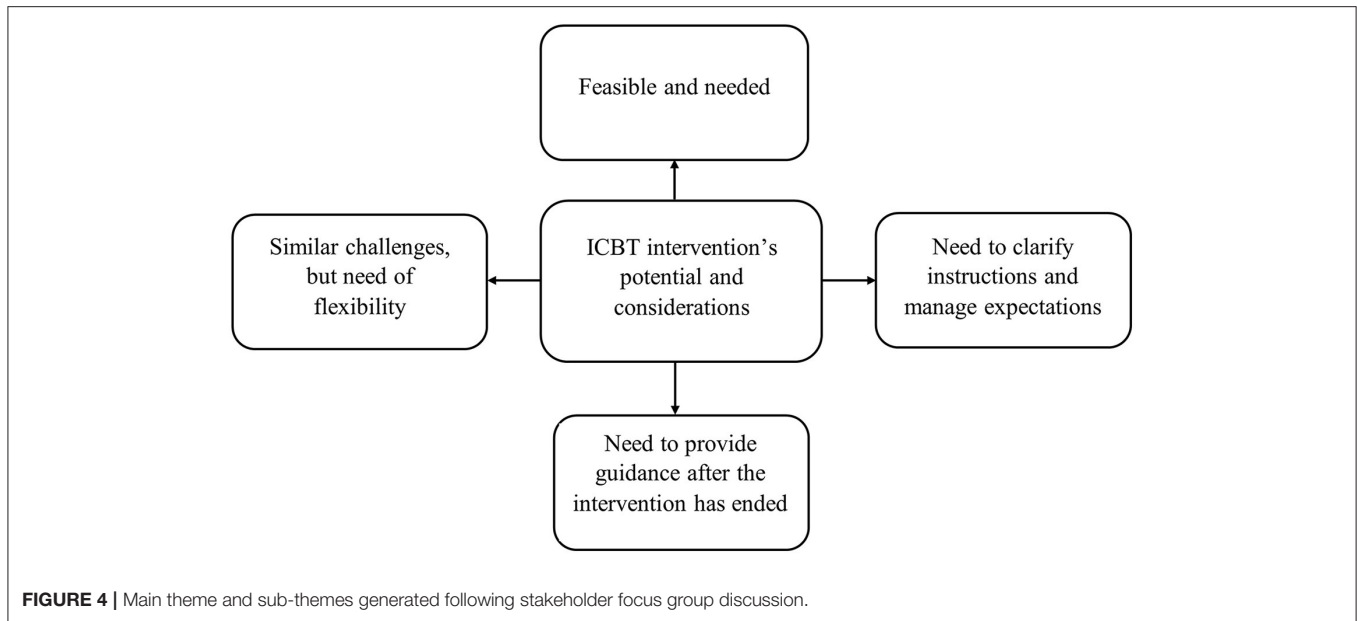 Feasible and needed
Similar challenges,
but need of
flexibility
ICBT intervention's
potential and
considerations
Need to clarify
instructions and
manage expectations
Need to provide
guidance after the
intervention has ended
FIGURE 4 | Main theme and sub-themes generated following stakeholder focus group discussion.